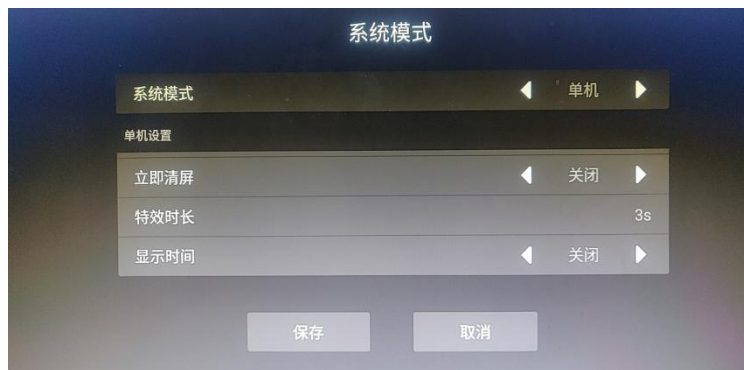 系统模式
系统模式 单机
单机设置
立即清屏 关闭
特效时长 3s
显示时间 关闭
保存 取消